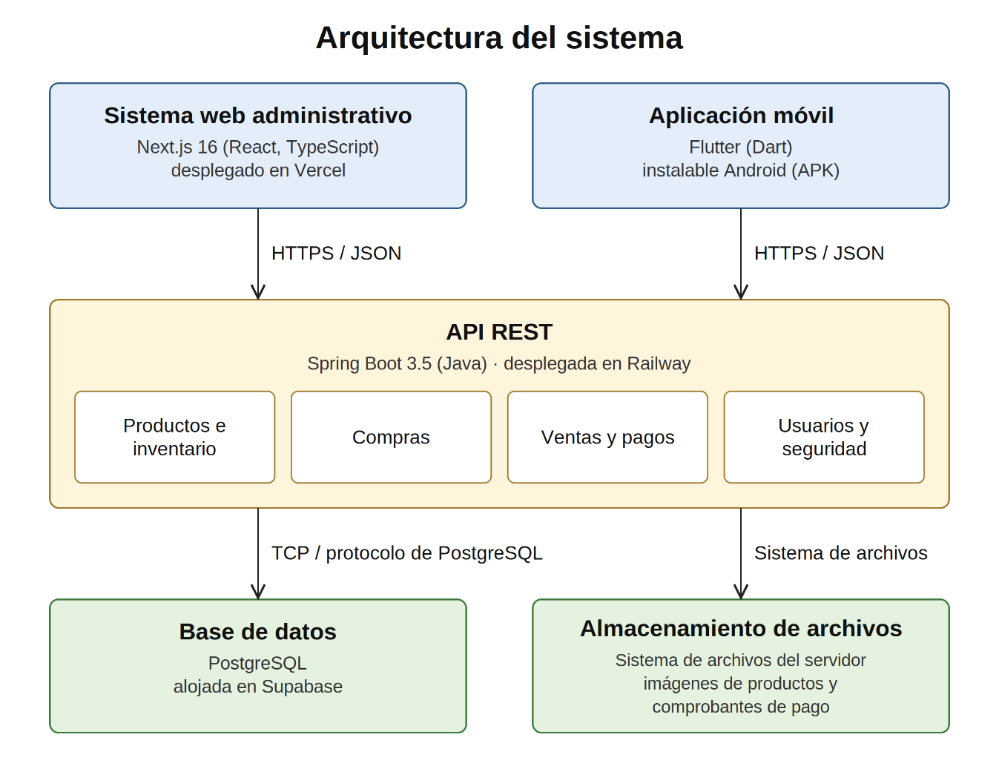 Arquitectura del sistema
Sistema web administrativo
Next.js 16 (React, TypeScript)
desplegado en Vercel
Aplicación móvil
Flutter (Dart)
instalable Android (APK)
HTTPS / JSON
HTTPS / JSON
API REST
Spring Boot 3.5 (Java) · desplegada en Railway
Productos e
inventario
Compras
Ventas y pagos
Usuarios y
seguridad
TCP / protocolo de PostgreSQL
Sistema de archivos
Base de datos
PostgreSQL
alojada en Supabase
Almacenamiento de archivos
Sistema de archivos del servidor
imágenes de productos y
comprobantes de pago